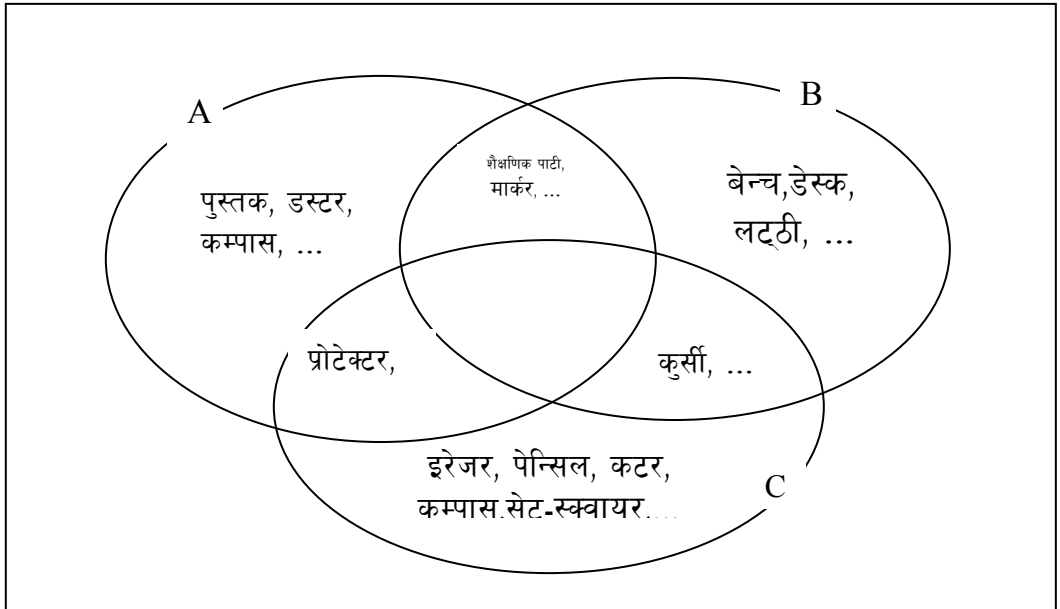 A
B
शैक्षणिक पाटी,
मार्कर, ...
बेन्च,डेस्क,
लट्ठी, ...
पुस्तक, डस्टर,
कम्पास, ...
प्रोटेक्टर,
कुर्सी, ...
इरेजर, पेन्सिल, कटर,
कम्पास,सेट-स्क्वायर....
C